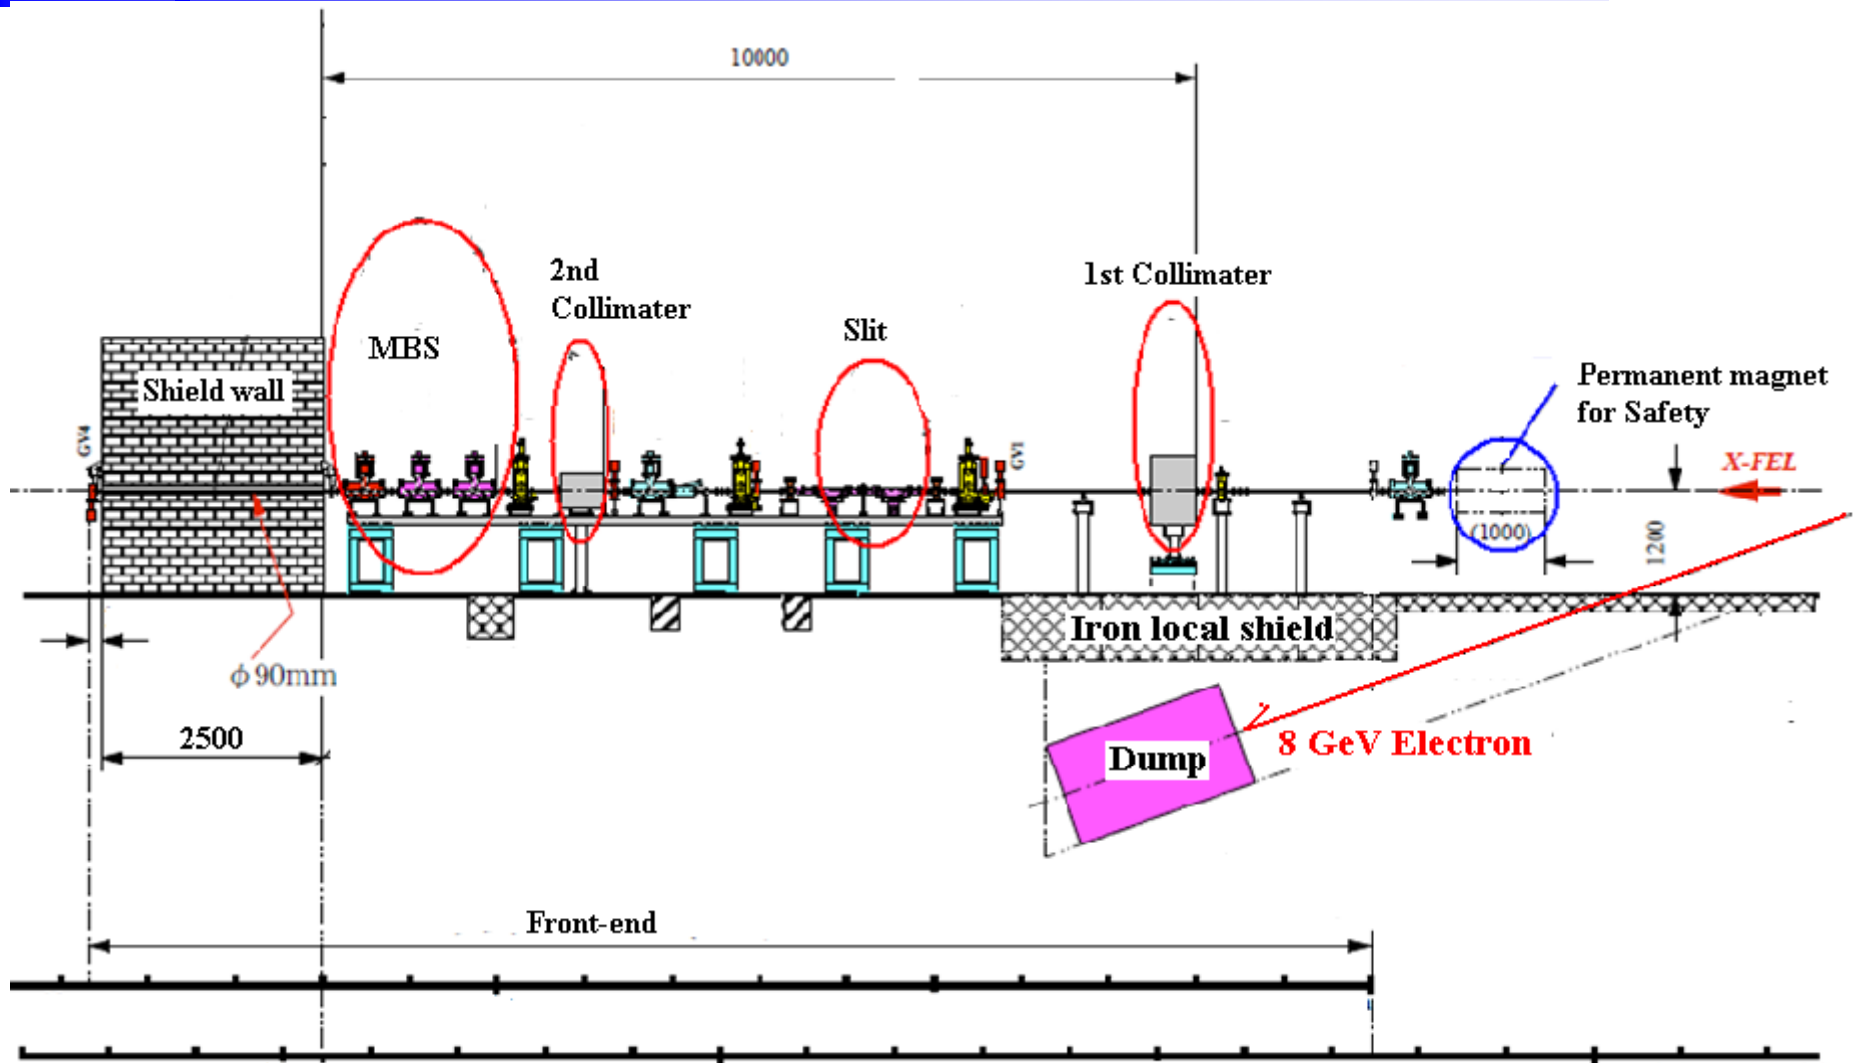 10000
2nd
Collimater
1st Collimater
MBS
Slit
Shield wall
Permanent magnet
for Safety
GV4
GV1
X-FEL
(1000)
1200
Iron local shield
ϕ90mm
2500
8 GeV Electron
Dump
Front-end